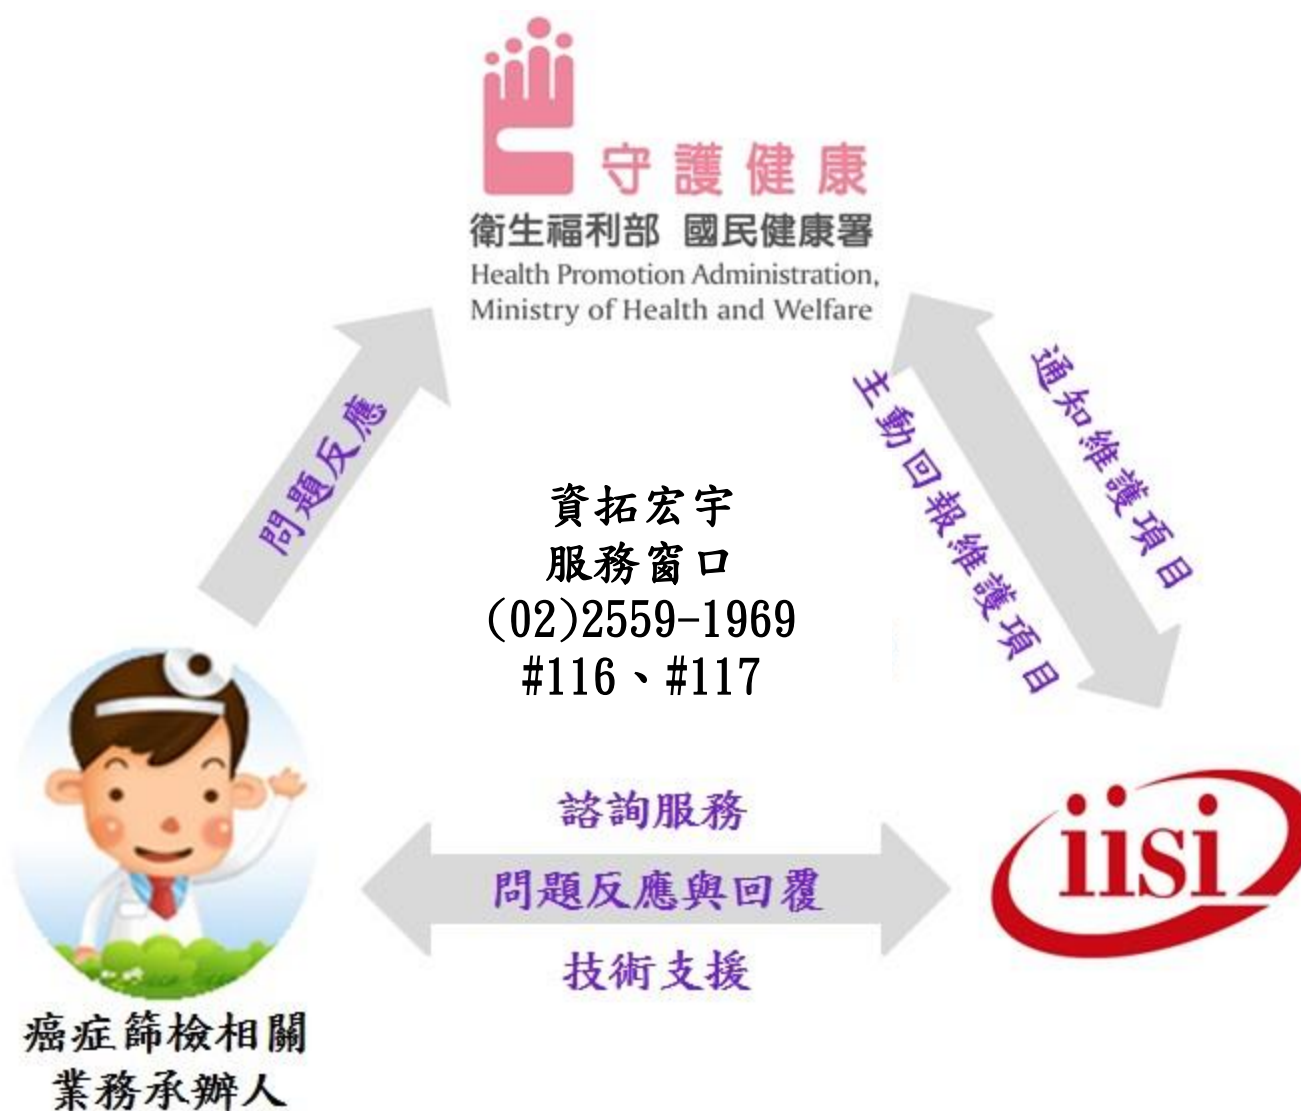 守護健康
衛生福利部 國民健康署
Health Promotion Administration,
Ministry of Health and Welfare
問題反應
通知維護項目
主動回報維護項目
資拓宏宇
服務窗口
(02)2559-1969
#116、#117
諮詢服務
問題反應與回覆
技術支援
iisi
癌症篩檢相關
業務承辦人